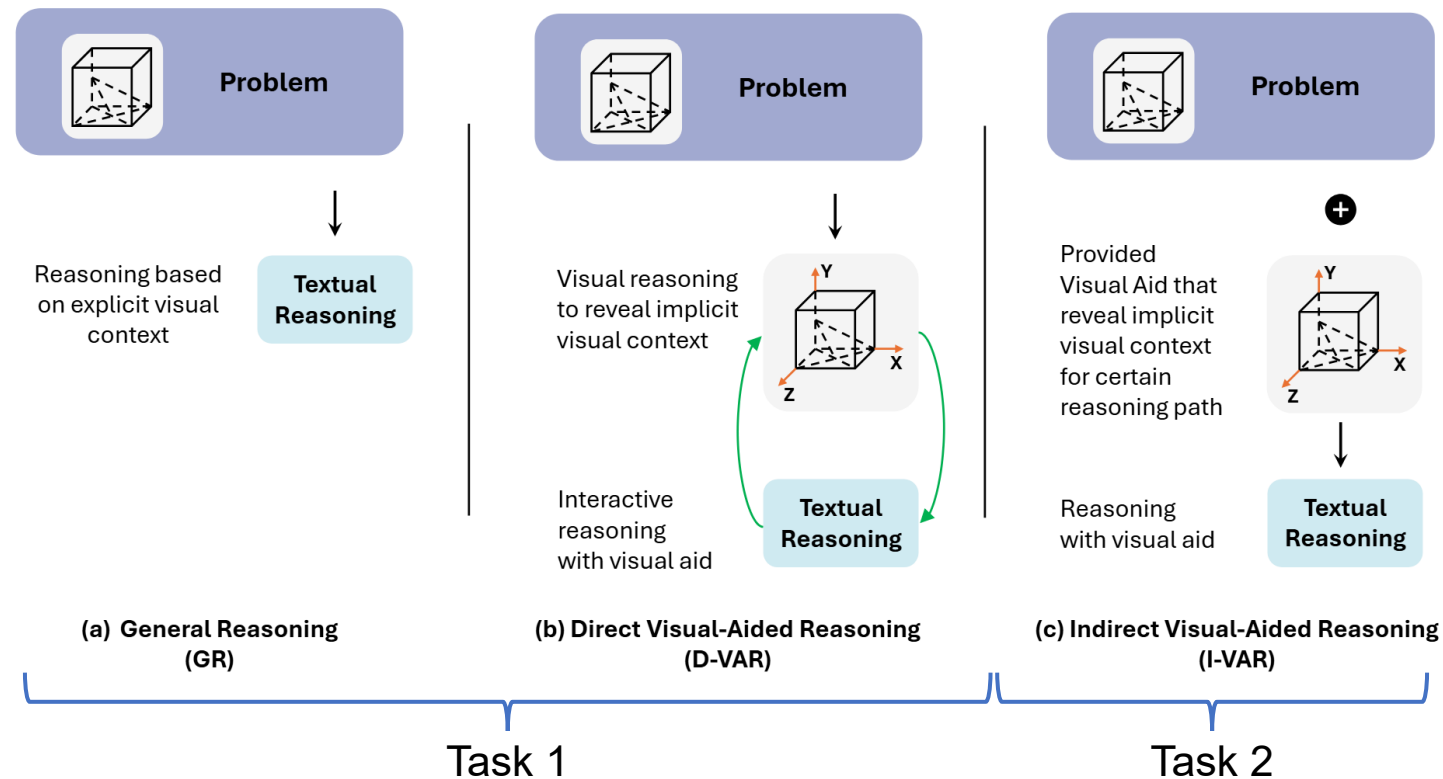 Problem
Reasoning based
on explicit visual
context
Textual
Reasoning
(a) General Reasoning
(GR)
Problem
Visual reasoning
to reveal implicit
visual context
Y
X
Z
Interactive
reasoning
with visual aid
Textual
Reasoning
(b) Direct Visual-Aided Reasoning
(D-VAR)
Problem
+
Provided
Visual Aid that
reveal implicit
visual context
for certain
reasoning path
Y
X
Z
Reasoning
with visual aid
Textual
Reasoning
(c) Indirect Visual-Aided Reasoning
(I-VAR)
Task 1
Task 2